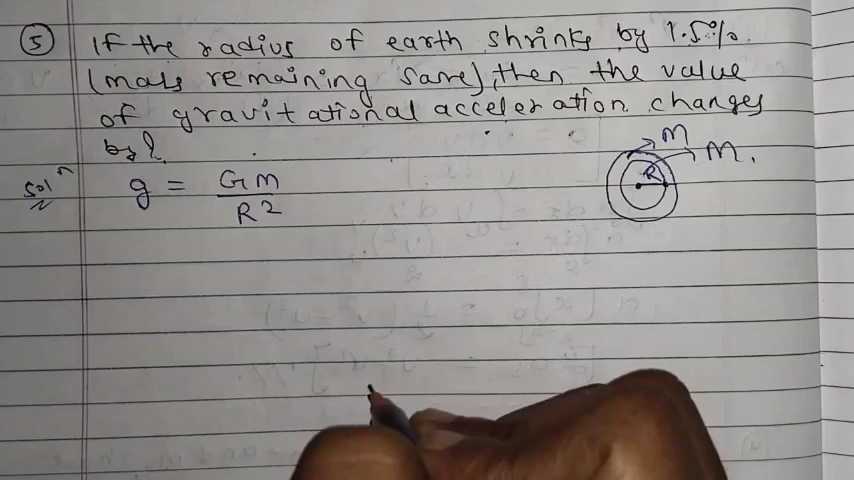 5 If the radius of earth shrinks by 1.5%.
(mass remaining same), then the value
of gravitational acceleration changes
by?
M
M.
R
Solⁿ g = GM
R²